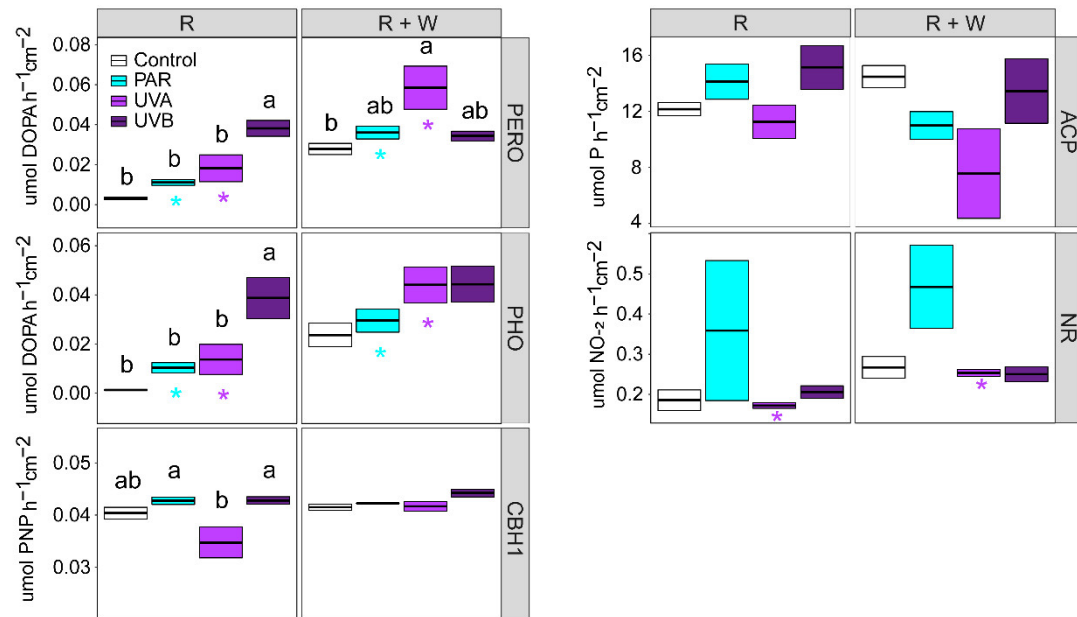 R R + W
umol DOPA h−1cm−2
0.08
0.06
0.04
0.02
0.00
Control
PAR
UVA
UVB
b b b a
* *
b ab a ab
* *
PERO
umol DOPA h−1cm−2
0.06
0.04
0.02
0.00
b b b a
* *
* *
PHO
umol PNP h−1cm−2
0.05
0.04
0.03
ab a b a
CBH1
R R + W
umol P h−1cm−2
16
12
8
4
ACP
umol NO-2 h−1cm−2
0.5
0.4
0.3
0.2
*
*
NR